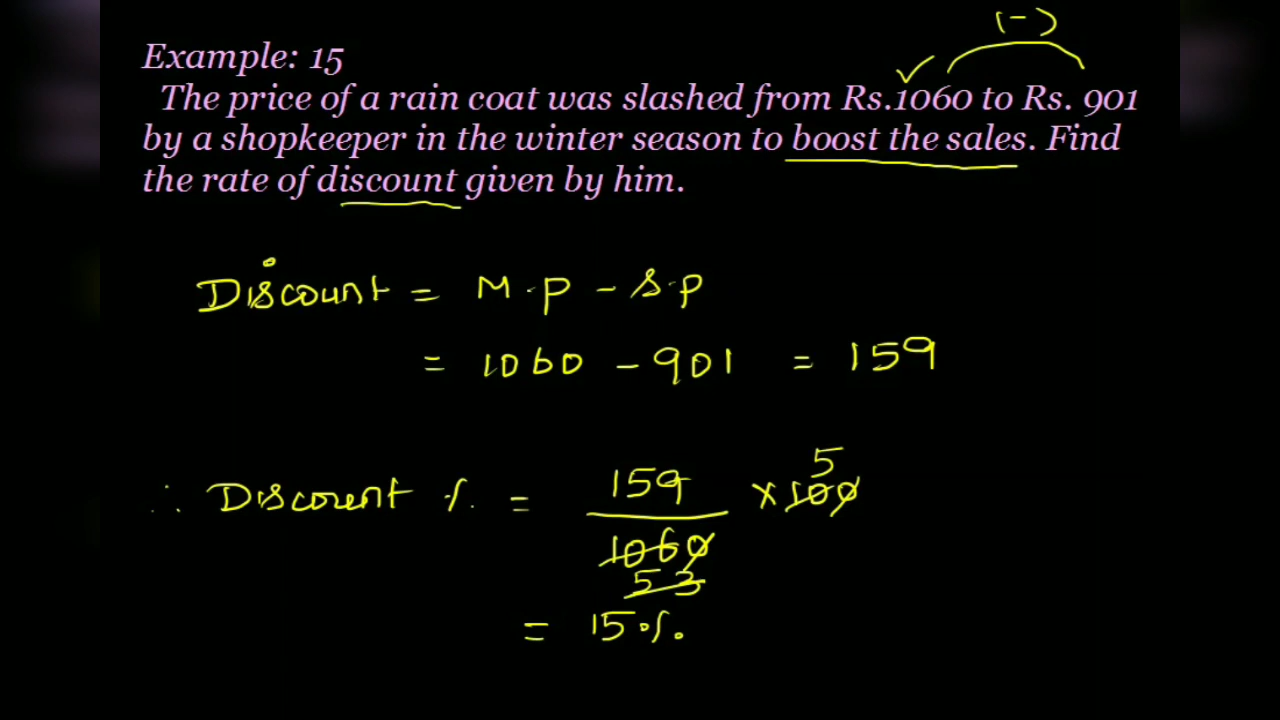 (-)
Example: 15
The price of a rain coat was slashed from Rs.1060 to Rs. 901
by a shopkeeper in the winter season to boost the sales. Find
the rate of discount given by him.
Discount = M.P - S.P
= 1060 - 901 = 159
5
∴ Discount % = 159/1060 × 100
53
= 15%